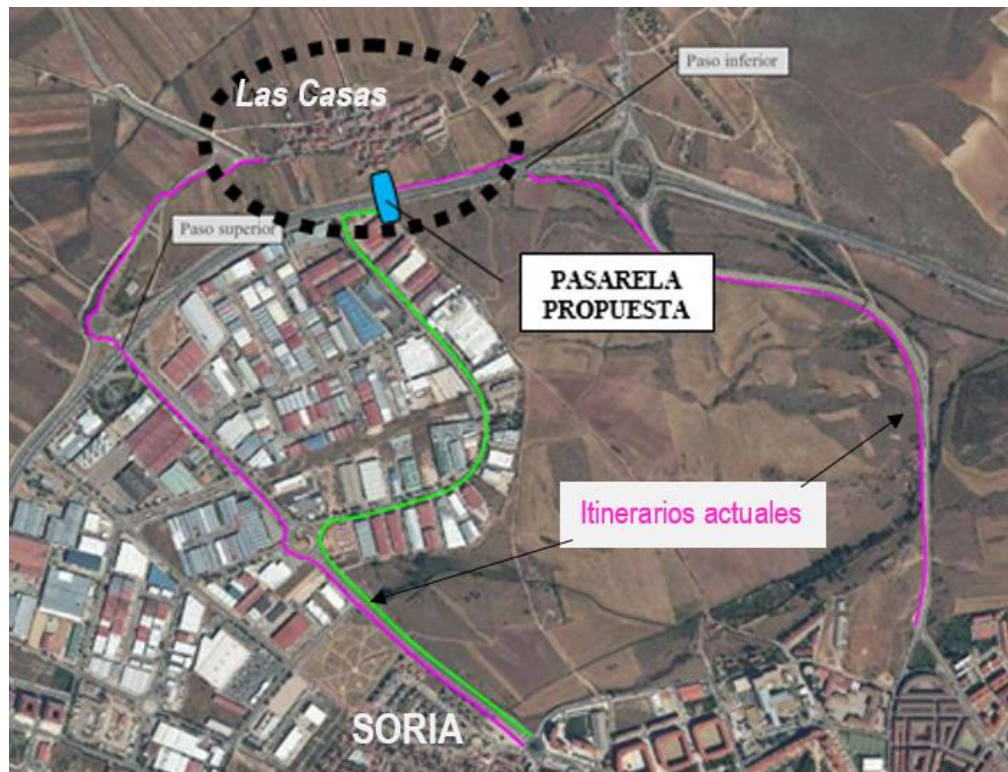 Las Casas
Paso inferior
Paso superior
PASARELA
PROPUESTA
Itinerarios actuales
SORIA